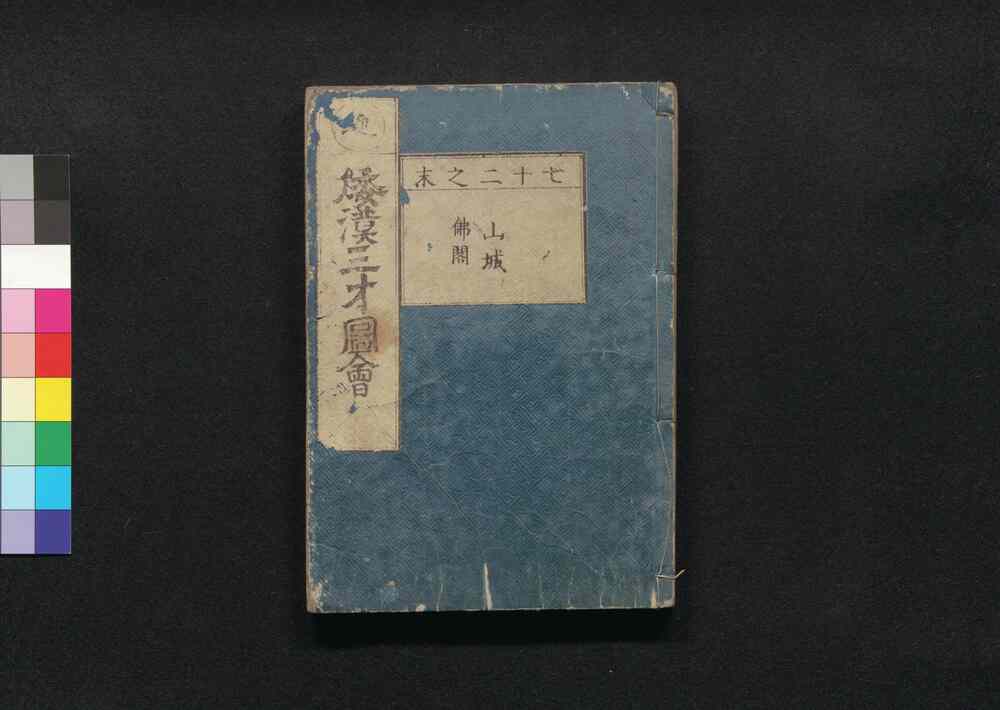 七十二之末
山城
佛閣
倭漢三才圖會